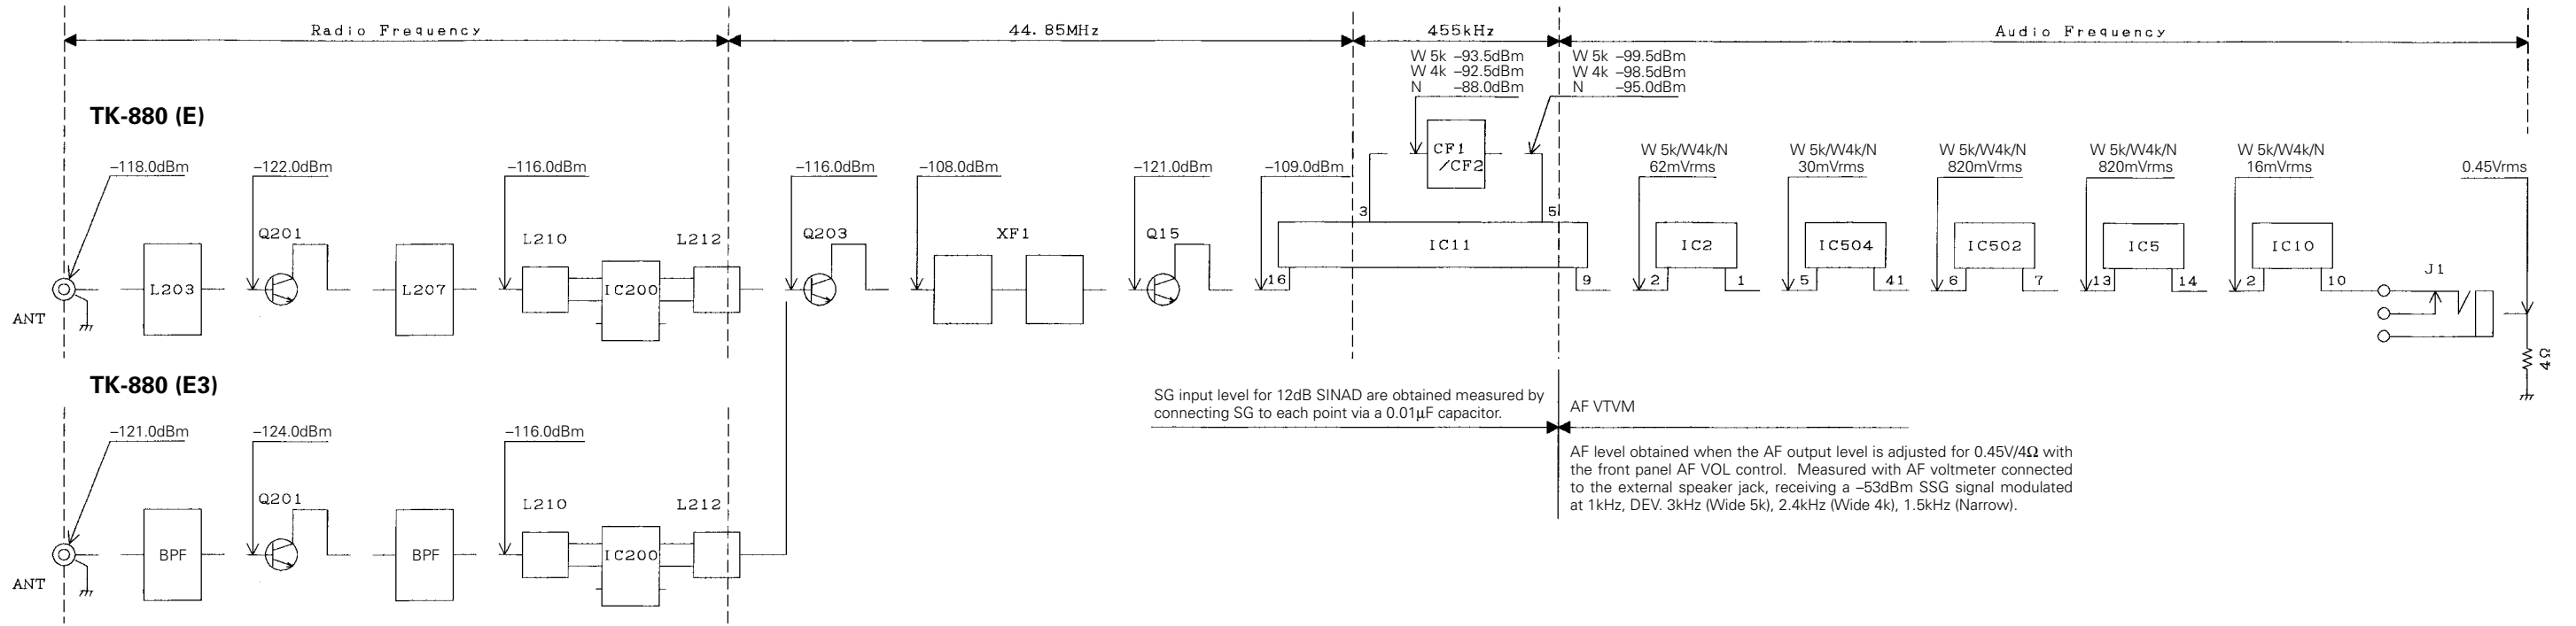 Radio Frequency
44.85MHz
455kHz
Audio Frequency
W 5k –93.5dBm
W 4k –92.5dBm
N –88.0dBm
W 5k –99.5dBm
W 4k –98.5dBm
N –95.0dBm
TK-880 (E)
–118.0dBm
–122.0dBm
–116.0dBm
–116.0dBm
–108.0dBm
–121.0dBm
–109.0dBm
CF1
/CF2
W 5k/W4k/N
62mVrms
W 5k/W4k/N
30mVrms
W 5k/W4k/N
820mVrms
W 5k/W4k/N
820mVrms
W 5k/W4k/N
16mVrms
0.45Vrms
3
5
Q201
L210
L212
Q203
XF1
Q15
IC11
IC2
IC504
IC502
IC5
IC10
L203
L207
IC200
16
9
2
1
5
41
6
7
13
14
2
10
J1
ANT
4Ω
TK-880 (E3)
SG input level for 12dB SINAD are obtained measured by
connecting SG to each point via a 0.01μF capacitor.
AF VTVM
–121.0dBm
–124.0dBm
–116.0dBm
AF level obtained when the AF output level is adjusted for 0.45V/4Ω with
the front panel AF VOL control. Measured with AF voltmeter connected
to the external speaker jack, receiving a –53dBm SSG signal modulated
at 1kHz, DEV. 3kHz (Wide 5k), 2.4kHz (Wide 4k), 1.5kHz (Narrow).
Q201
L210
L212
BPF
BPF
IC200
ANT